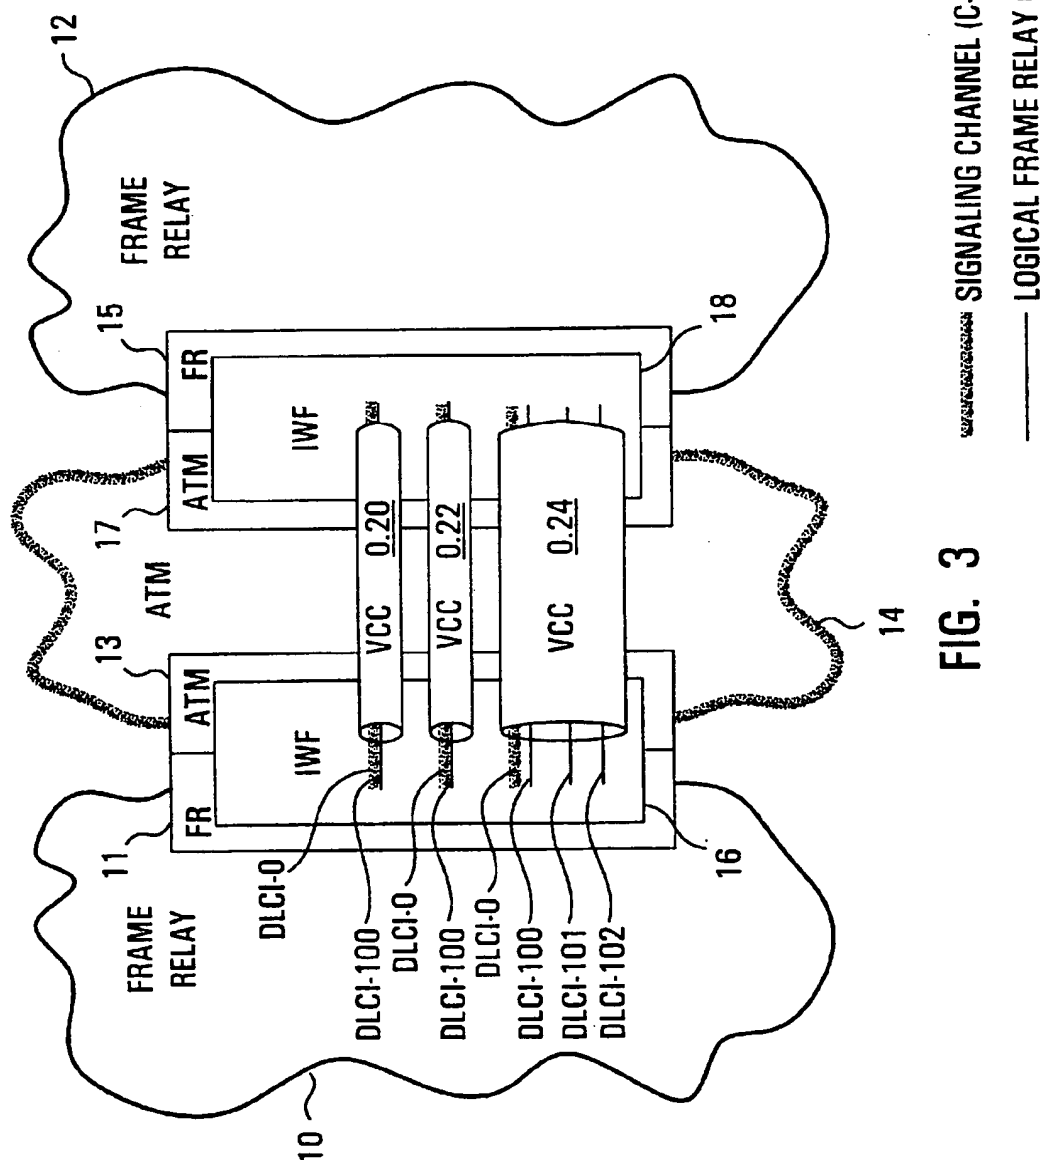 10
12
FRAME
RELAY
FRAME
RELAY
11
13
ATM
17
15
FR
ATM
ATM
FR
IWF
IWF
DLCI-0
DLCI-100
VCC
0.20
DLCI-0
DLCI-100
VCC
0.22
DLCI-0
DLCI-100
DLCI-101
DLCI-102
VCC
0.24
16
18
14
FIG. 3
SIGNALING CHANNEL (C-
LOGICAL FRAME RELAY